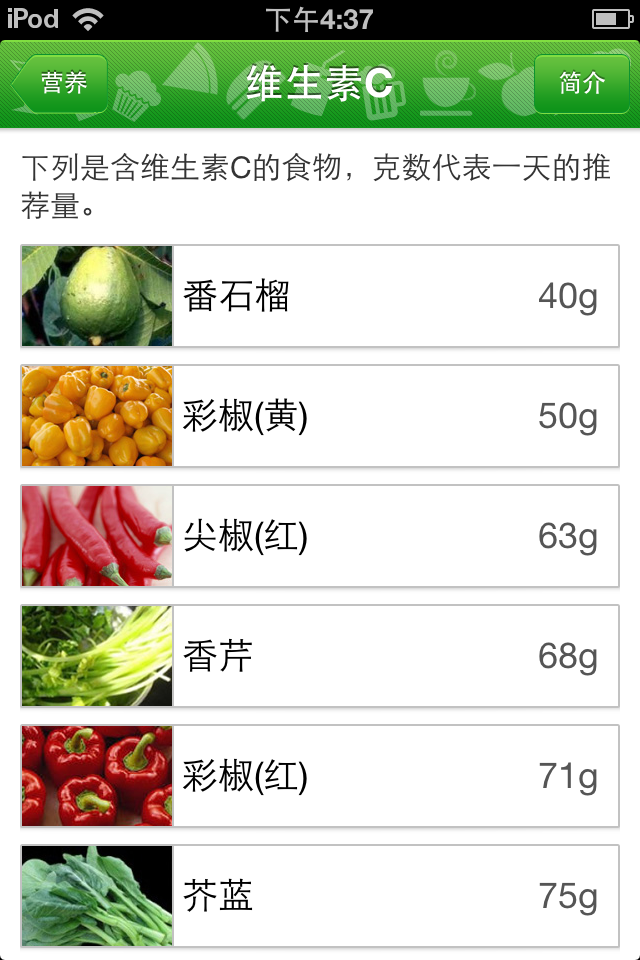 iPod 下午4:37
营养 维生素C 简介
下列是含维生素C的食物，克数代表一天的推
荐量。
番石榴 40g
彩椒(黄) 50g
尖椒(红) 63g
香芹 68g
彩椒(红) 71g
芥蓝 75g